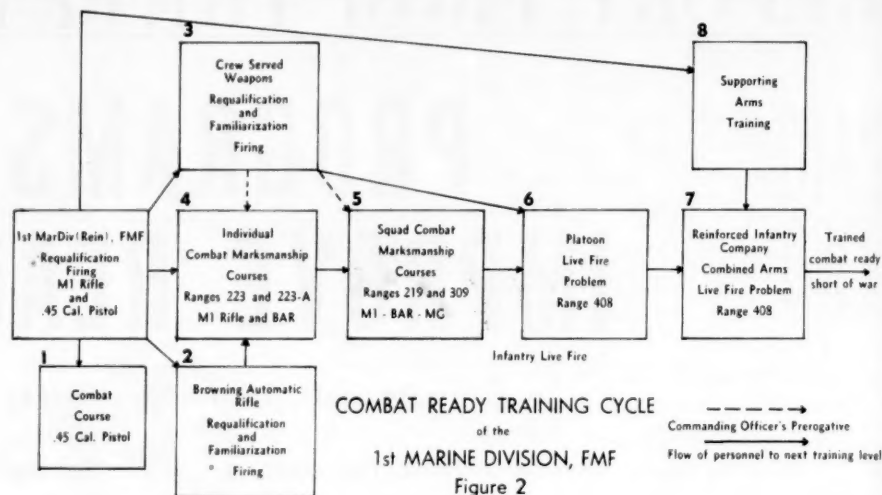 3
Crew Served
Weapons
Requalification
and
Familiarization
Firing
8
Supporting
Arms
Training
1st MarDiv (Rein), FMF
Requalification
Firing
M1 Rifle
and
.45 Cal. Pistol
4
Individual
Combat Marksmanship
Courses
Ranges 223 and 223-A
M1 Rifle and BAR
5
Squad Combat
Marksmanship
Courses
Ranges 219 and 309
M1 - BAR - MG
6
Platoon
Live Fire
Problem
Range 408
7
Reinforced Infantry
Company
Combined Arms
Live Fire Problem
Range 408
Trained
combat ready
short of war
Infantry Live Fire
1
Combat
Course
.45 Cal. Pistol
2
Browning Automatic
Rifle
Requalification
and
Familiarization
Firing
COMBAT READY TRAINING CYCLE
of the
1st MARINE DIVISION, FMF
Figure 2
Commanding Officer's Prerogative
Flow of personnel to next training level